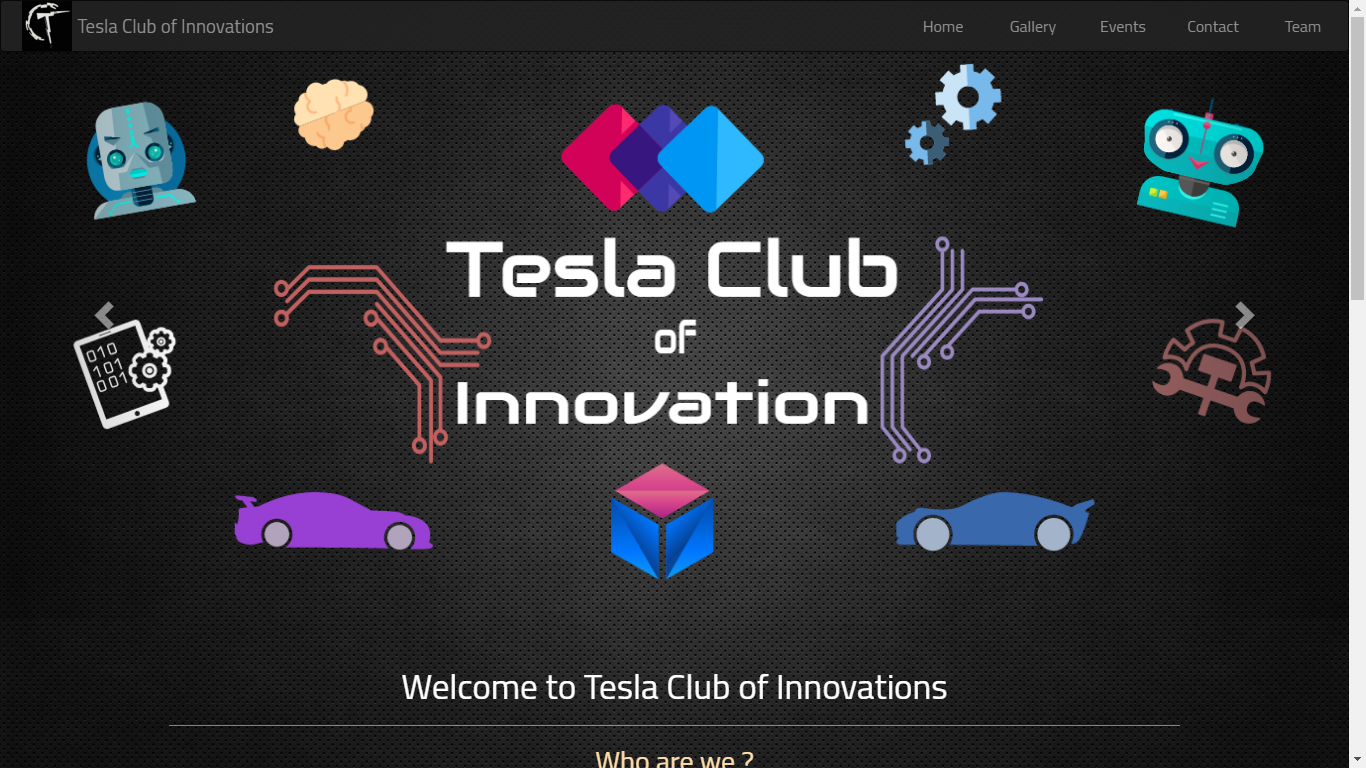 Tesla Club of Innovations
Home Gallery Events Contact Team
Tesla Club
of
Innovation
010
101
001
Welcome to Tesla Club of Innovations
Who are we ?